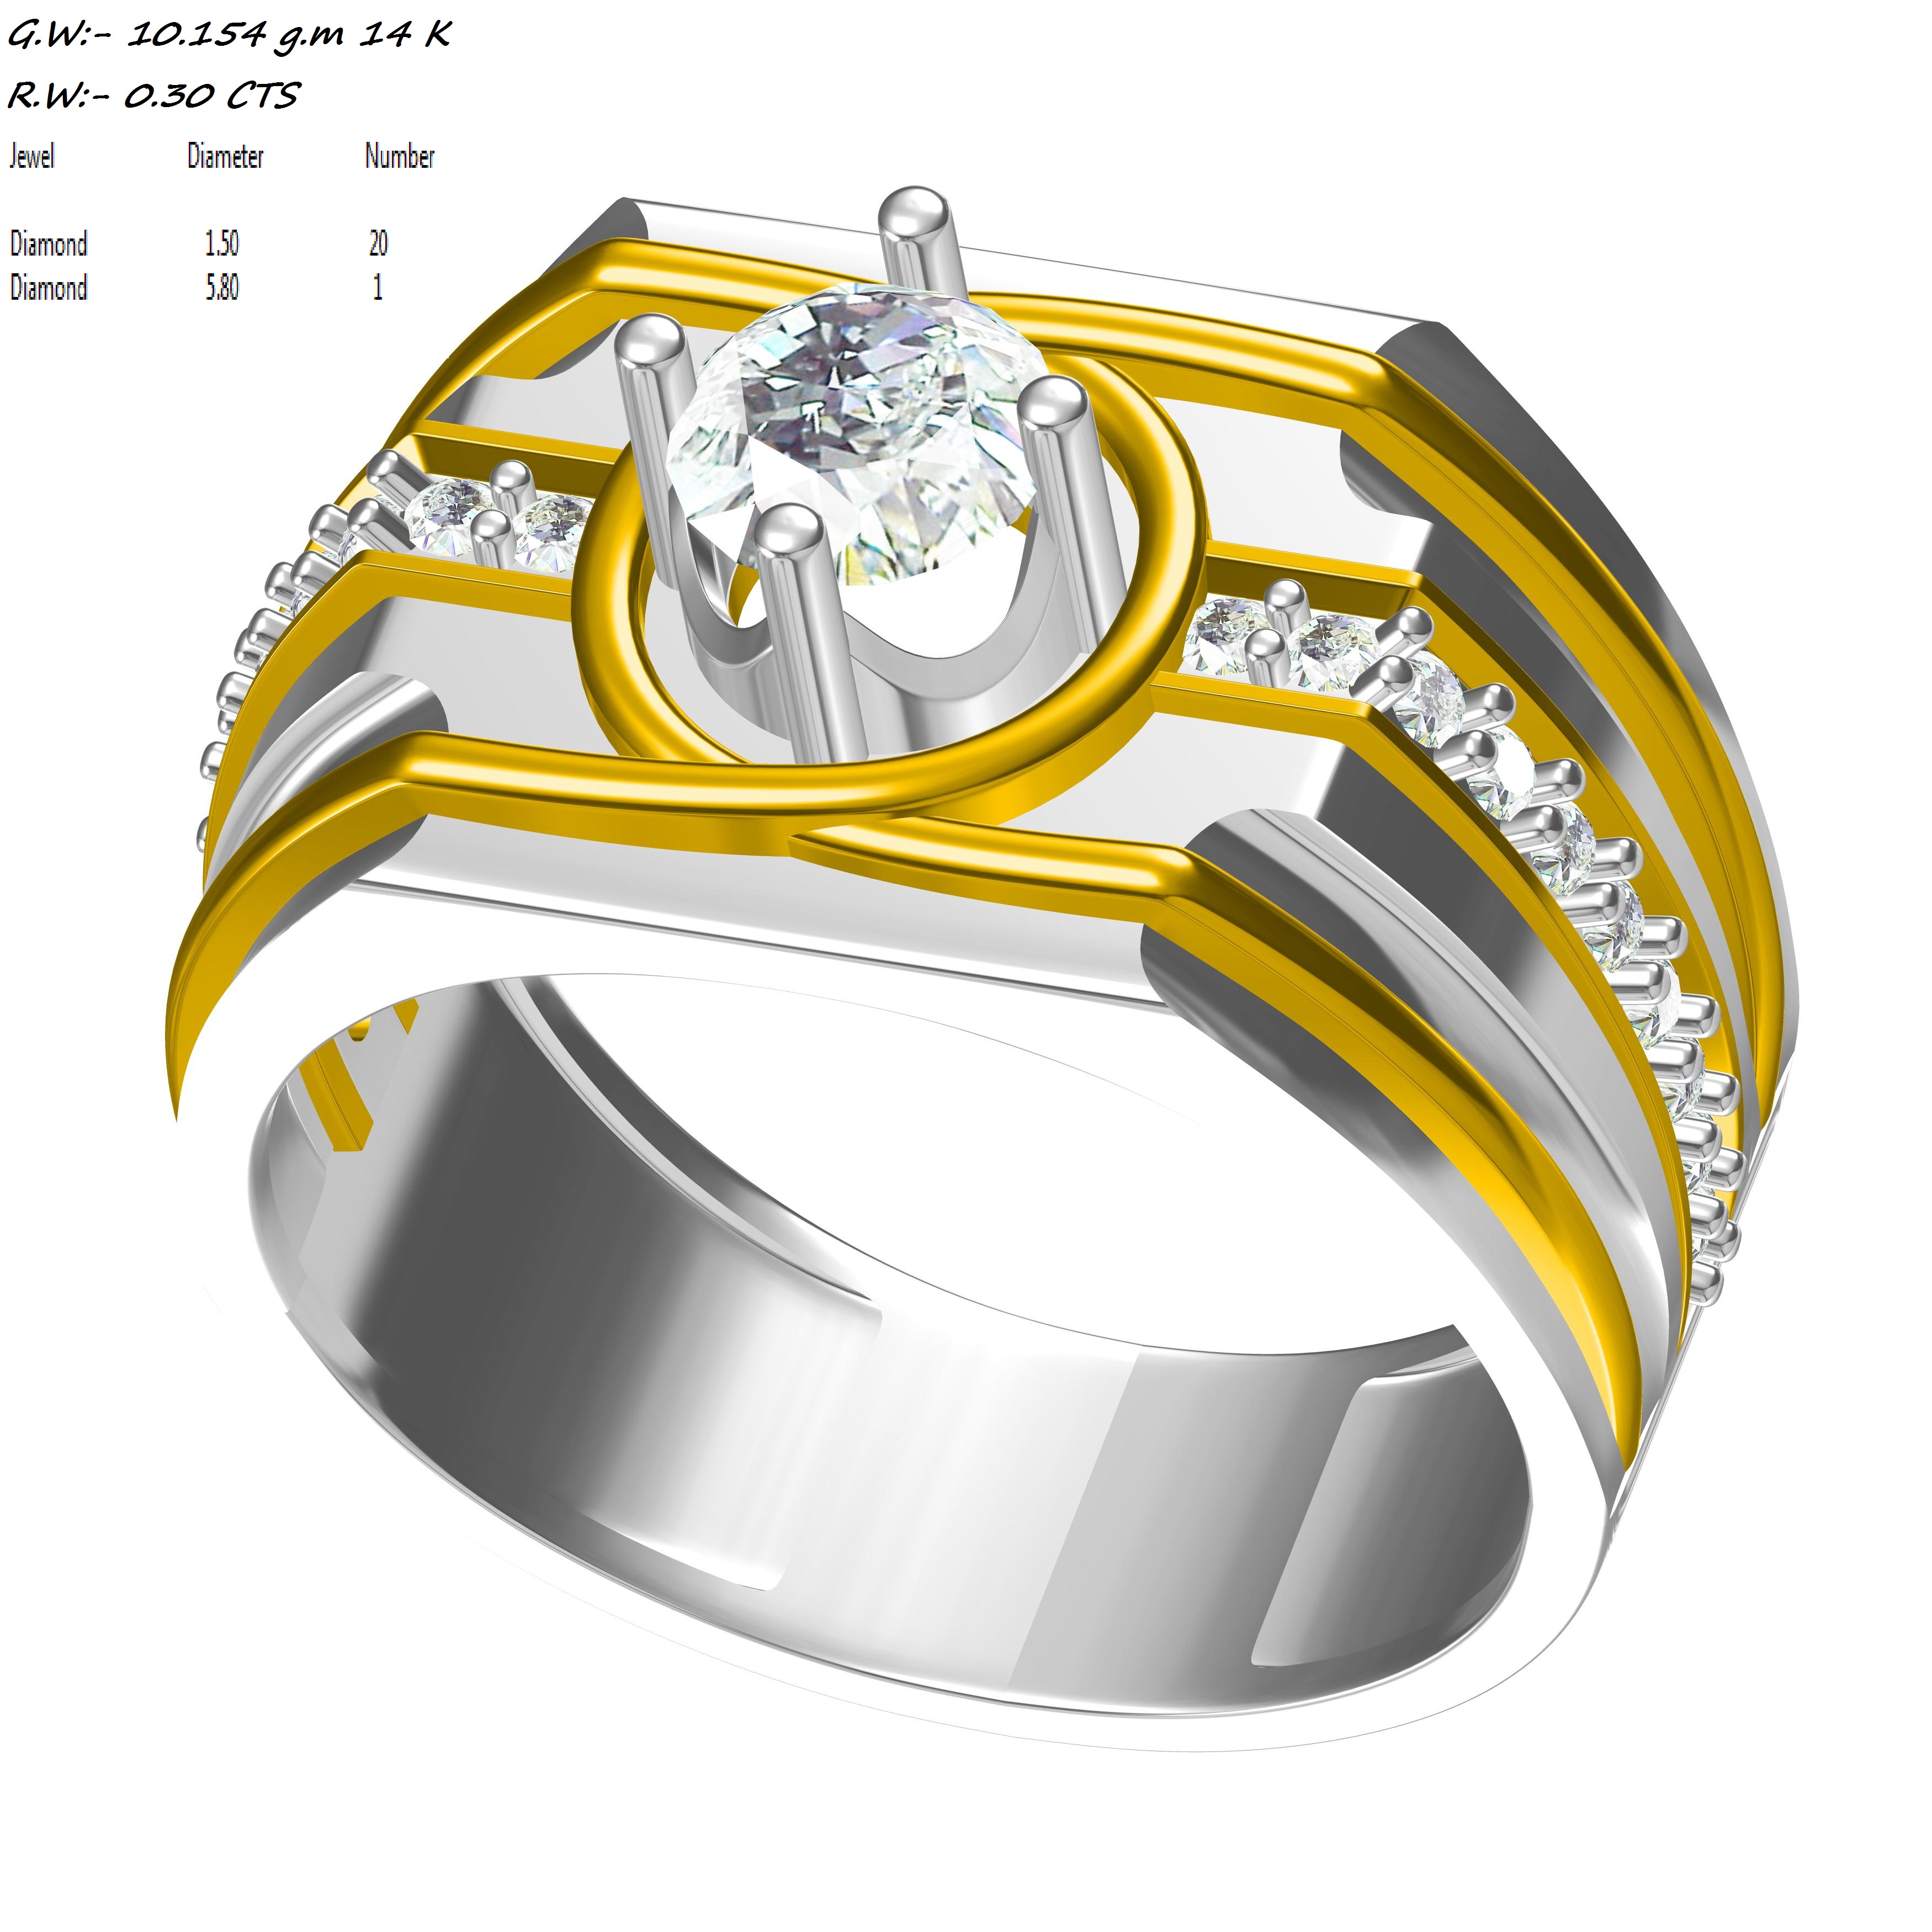 G.W:- 10.154 g.m 14 K
R.W:- 0.30 CTS
Jewel Diameter Number
Diamond 1.50 20
Diamond 5.80 1